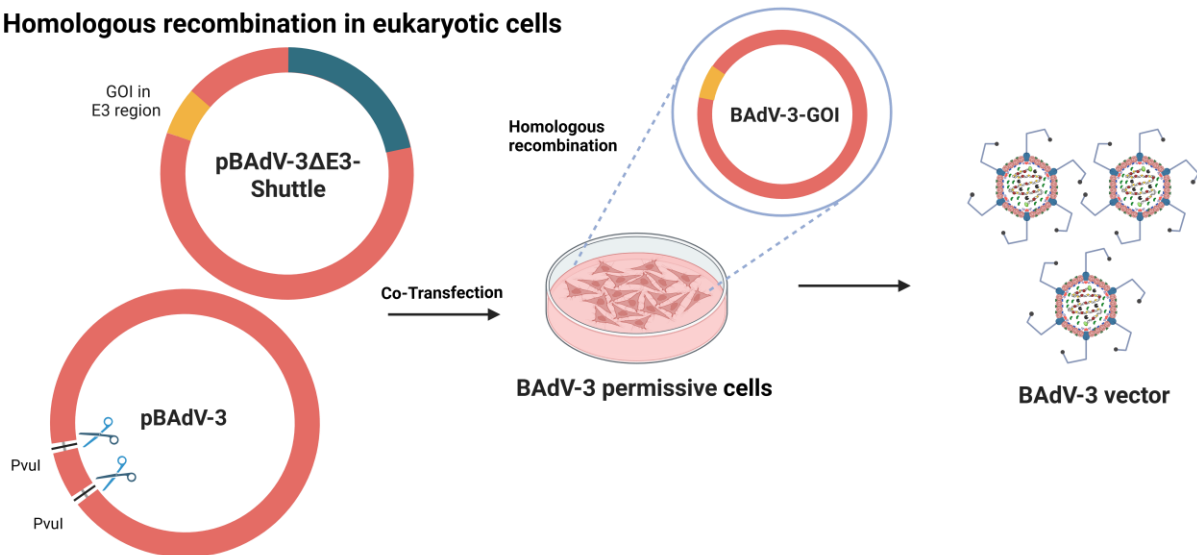 Homologous recombination in eukaryotic cells
GOI in
E3 region
pBAdV-3ΔE3-
Shuttle
Homologous
recombination
BAdV-3-GOI
Co-Transfection
BAdV-3 permissive cells
BAdV-3 vector
pBAdV-3
PvuI
PvuI